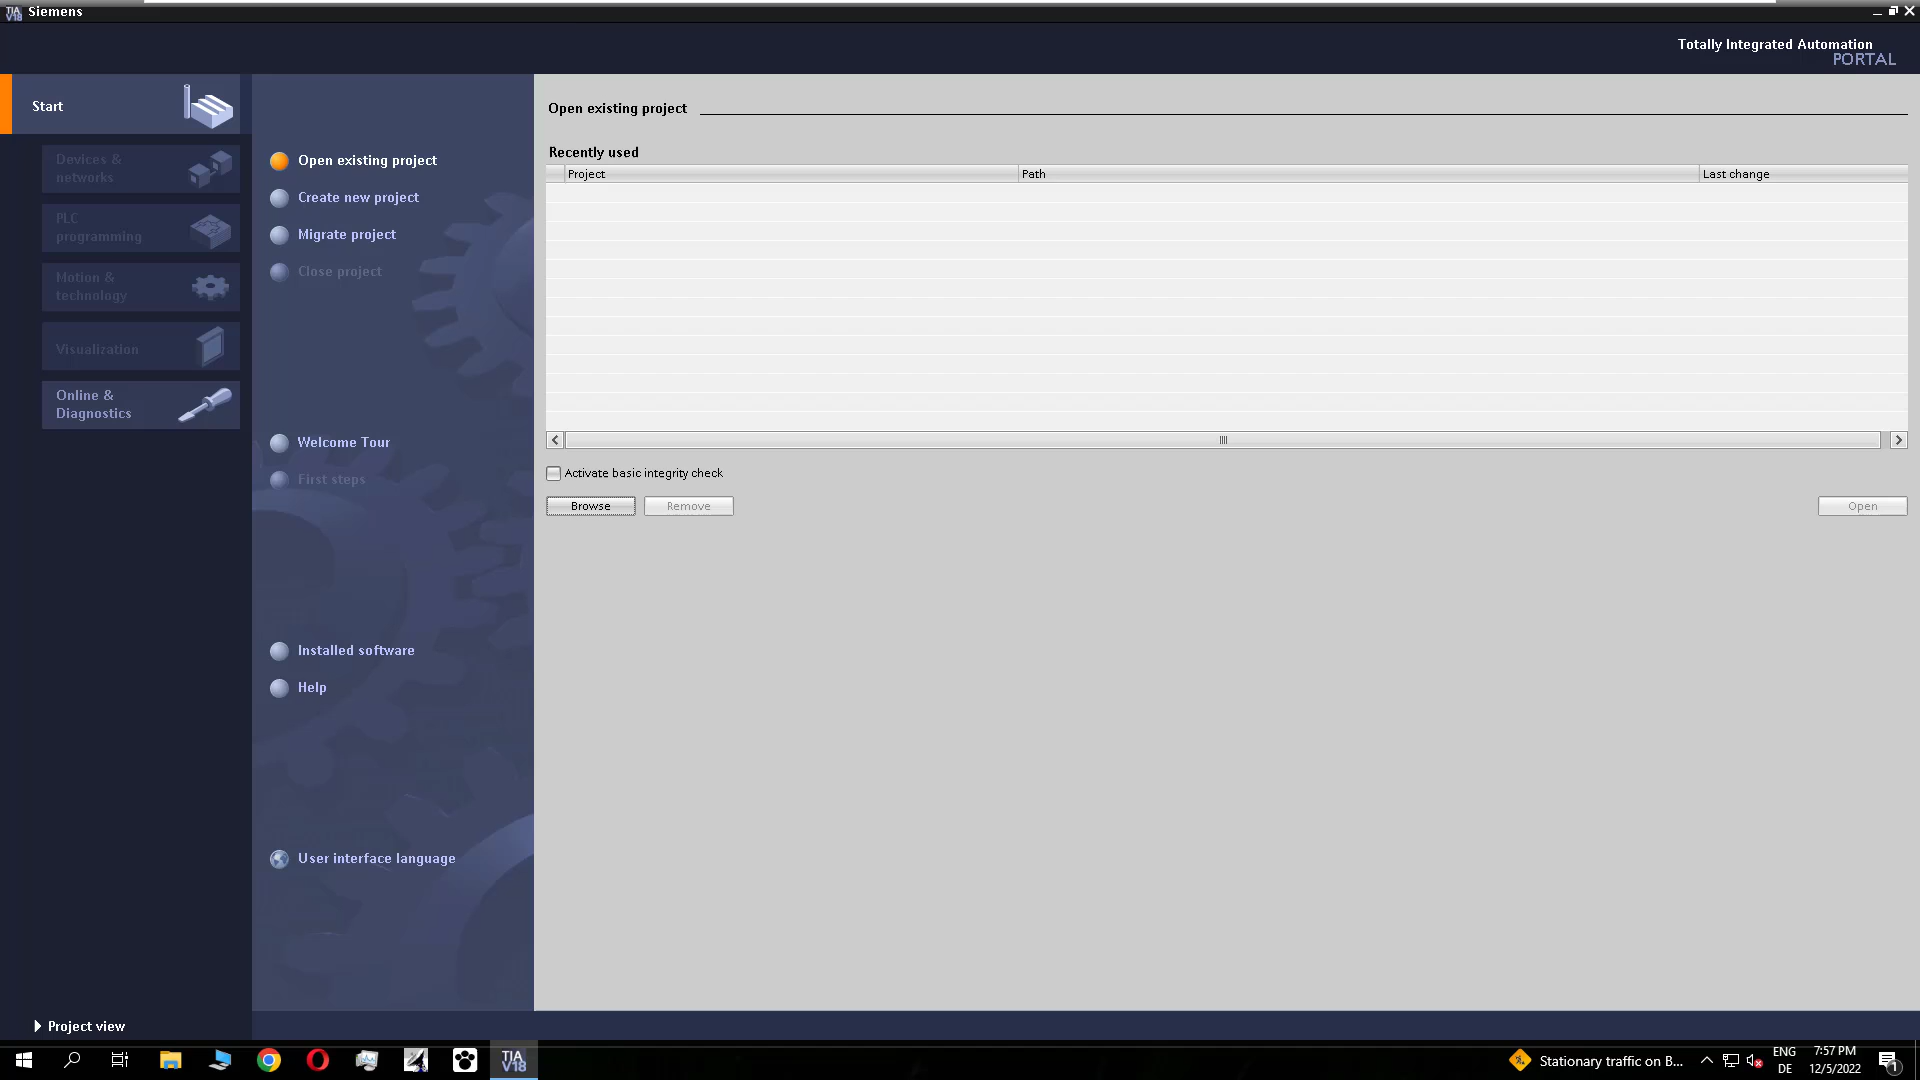 TIA
V18
Siemens
Totally Integrated Automation
PORTAL
Start
Devices &
networks
PLC
programming
Motion &
technology
Visualization
Online &
Diagnostics
Open existing project
Create new project
Migrate project
Close project
Welcome Tour
First steps
Installed software
Help
User interface language
Open existing project
Recently used
Project Path Last change
Activate basic integrity check
Browse Remove Open
Project view
TIA
V18
Stationary traffic on B...
ENG
DE
7:57 PM
12/5/2022
1